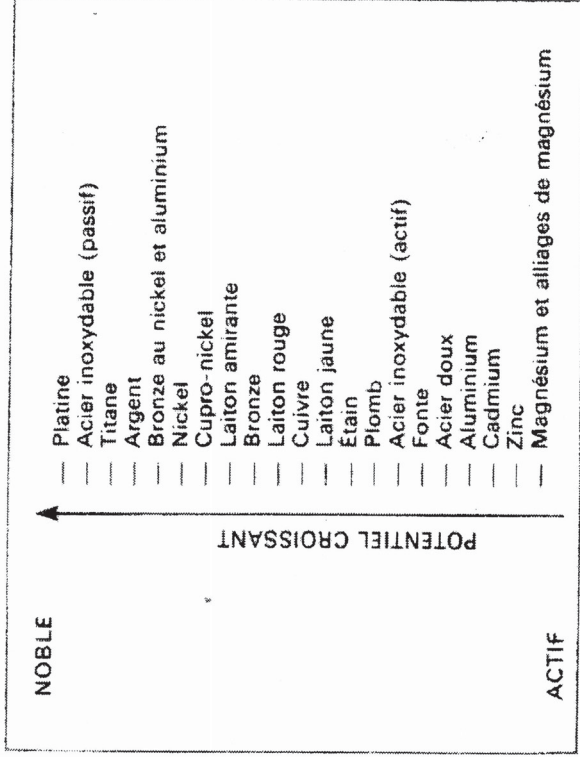 NOBLE
Platine
Acier inoxydable (passif)
Titane
Argent
Bronze au nickel et aluminium
Nickel
Cupro-nickel
Laiton amirante
Bronze
Laiton rouge
Cuivre
Laiton jaune
Étain
Plomb
Acier inoxydable (actif)
Fonte
Acier doux
Aluminium
Cadmium
Zinc
Magnésium et alliages de magnésium
POTENTIEL CROISSANT
ACTIF